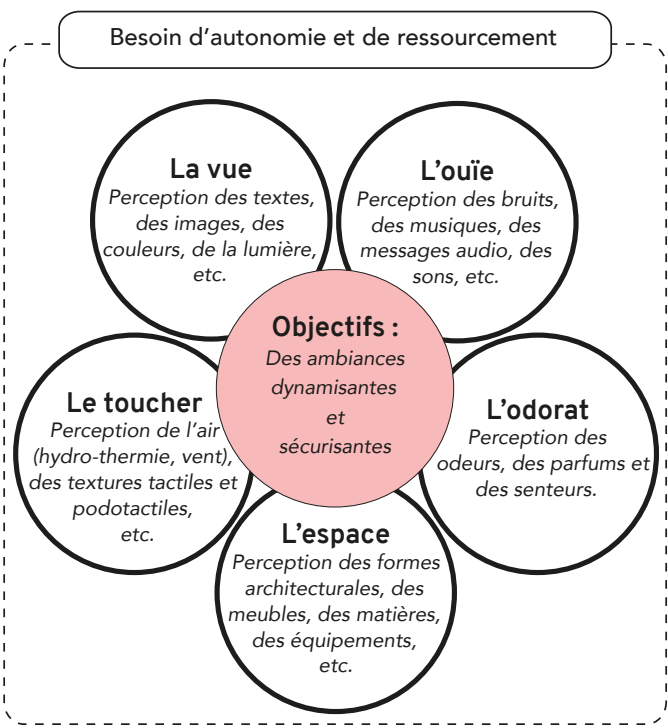 Besoin d'autonomie et de ressourcement
La vue
Perception des textes,
des images, des
couleurs, de la lumière,
etc.
L'ouïe
Perception des bruits,
des musiques, des
messages audio, des
sons, etc.
Objectifs :
Des ambiances
dynamisantes
et
sécurisantes
Le toucher
Perception de l'air
(hydro-thermie, vent),
des textures tactiles et
podotactiles,
etc.
L'odorat
Perception des
odeurs, des parfums et
des senteurs.
L'espace
Perception des formes
architecturales, des
meubles, des matières,
des équipements,
etc.